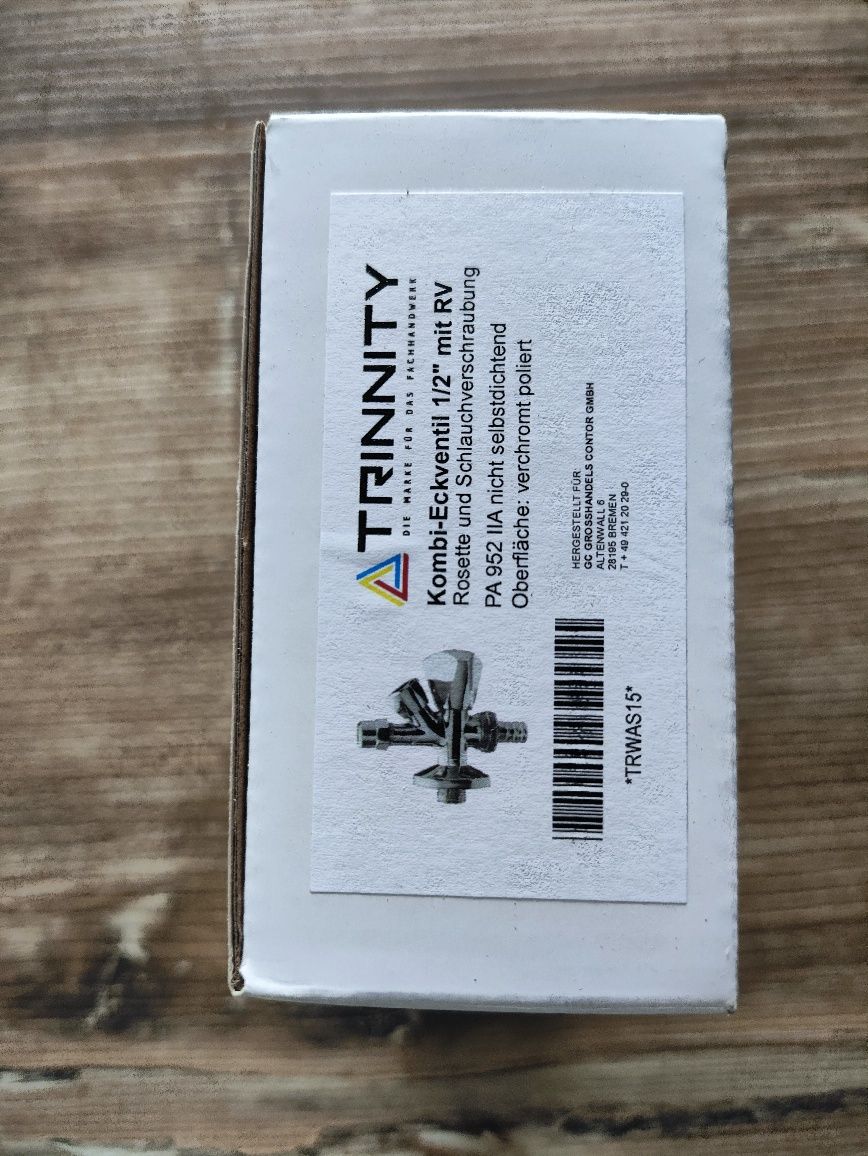 TRINNITY
DIE MARKE FÜR DAS FACHHANDWERK
Kombi-Eckventil 1/2" mit RV
Rosette und Schlauchverschraubung
PA 952 IIA nicht selbstdichtend
Oberfläche: verchromt poliert
HERGESTELLT FÜR:
GC GROSSHANDELS CONTOR GMBH
ALTENWALL 6
28195 BREMEN
T + 49 421 20 29-0
*TRWAS15*